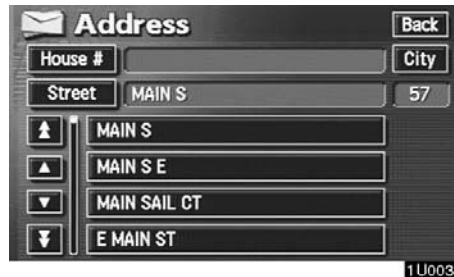 Address Back
House # City
Street MAIN S 57
MAIN S
MAIN S E
MAIN SAIL CT
E MAIN ST
1U003